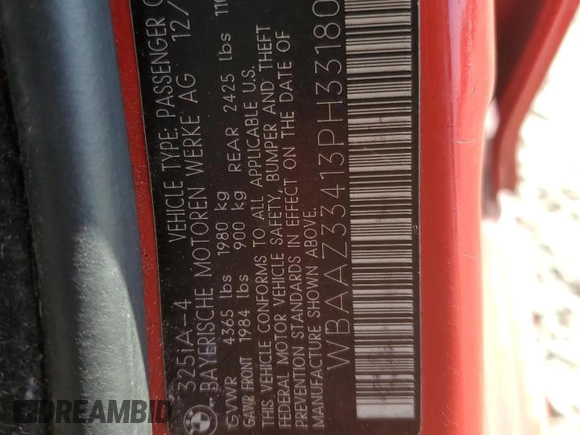 325iA-4 VEHICLE TYPE: PASSENGER
BAYERISCHE MOTOREN WERKE AG 12/
GVWR 4365 lbs 1980 kg
GAWR FRONT 1984 lbs 900 kg REAR 2425 lbs 110
THIS VEHICLE CONFORMS TO ALL APPLICABLE U.S.
FEDERAL MOTOR VEHICLE SAFETY, BUMPER AND THEFT
PREVENTION STANDARDS IN EFFECT ON THE DATE OF
MANUFACTURE SHOWN ABOVE.
WBAAZ33413PH33180
DREAMBID